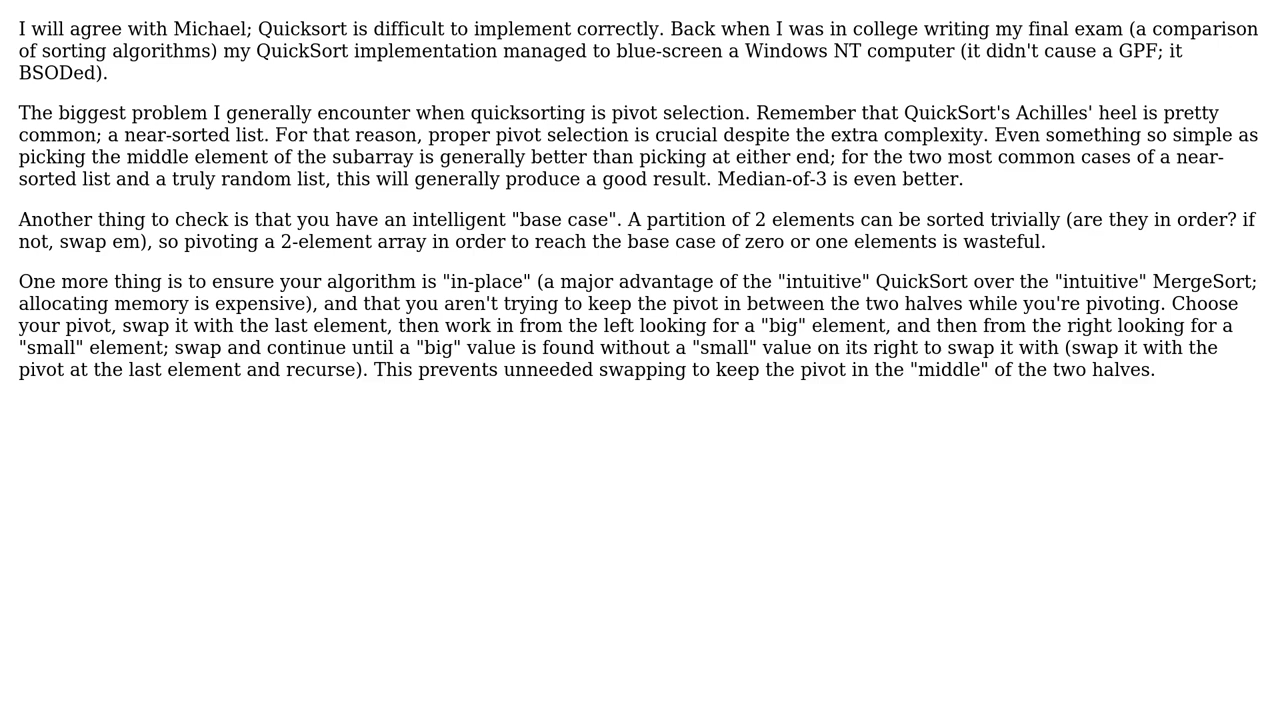 I will agree with Michael; Quicksort is difficult to implement correctly. Back when I was in college writing my final exam (a comparison
of sorting algorithms) my QuickSort implementation managed to blue-screen a Windows NT computer (it didn't cause a GPF; it
BSODed).
The biggest problem I generally encounter when quicksorting is pivot selection. Remember that QuickSort's Achilles' heel is pretty
common; a near-sorted list. For that reason, proper pivot selection is crucial despite the extra complexity. Even something so simple as
picking the middle element of the subarray is generally better than picking at either end; for the two most common cases of a near-
sorted list and a truly random list, this will generally produce a good result. Median-of-3 is even better.
Another thing to check is that you have an intelligent "base case". A partition of 2 elements can be sorted trivially (are they in order? if
not, swap em), so pivoting a 2-element array in order to reach the base case of zero or one elements is wasteful.
One more thing is to ensure your algorithm is "in-place" (a major advantage of the "intuitive" QuickSort over the "intuitive" MergeSort;
allocating memory is expensive), and that you aren't trying to keep the pivot in between the two halves while you're pivoting. Choose
your pivot, swap it with the last element, then work in from the left looking for a "big" element, and then from the right looking for a
"small" element; swap and continue until a "big" value is found without a "small" value on its right to swap it with (swap it with the
pivot at the last element and recurse). This prevents unneeded swapping to keep the pivot in the "middle" of the two halves.